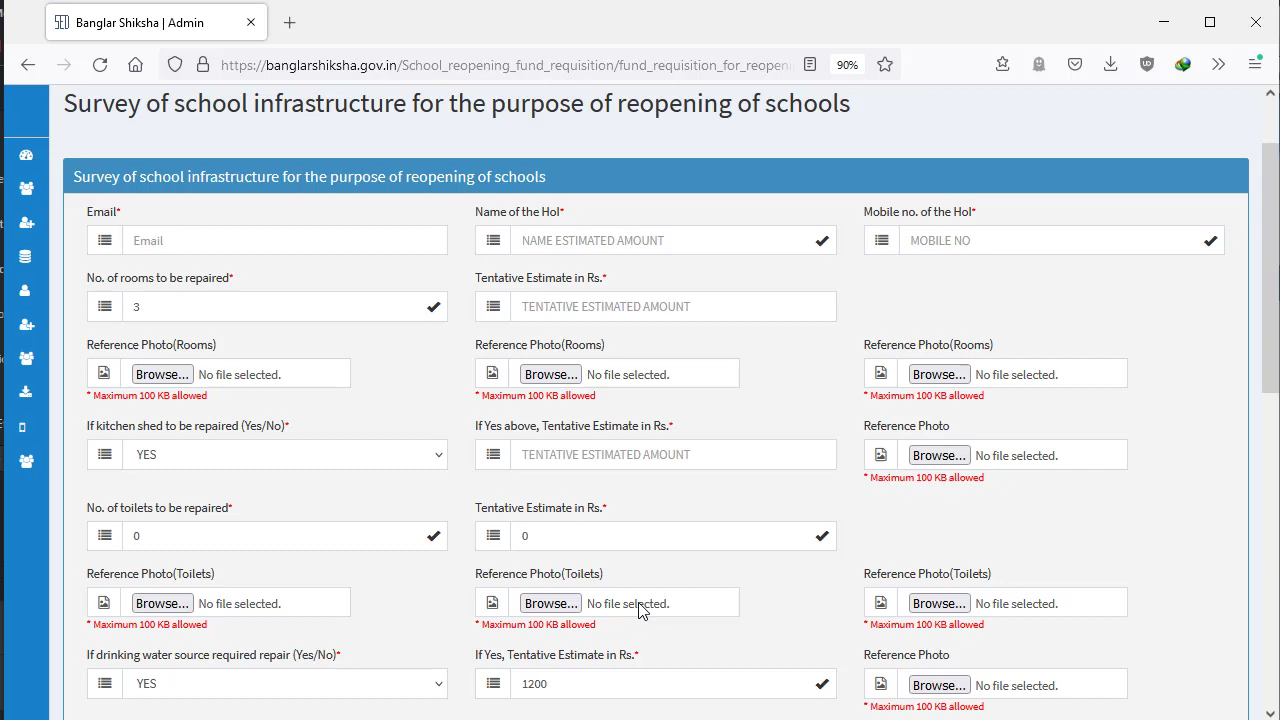 Banglar Shiksha | Admin
https://banglarshiksha.gov.in/School_reopening_fund_requisition/fund_requisition_for_reopeni
90%
Survey of school infrastructure for the purpose of reopening of schools
Survey of school infrastructure for the purpose of reopening of schools
Email* Name of the HoI* Mobile no. of the HoI*
Email NAME ESTIMATED AMOUNT MOBILE NO
No. of rooms to be repaired* Tentative Estimate in Rs.*
3 TENTATIVE ESTIMATED AMOUNT
Reference Photo(Rooms) Reference Photo(Rooms) Reference Photo(Rooms)
Browse... No file selected. Browse... No file selected. Browse... No file selected.
* Maximum 100 KB allowed * Maximum 100 KB allowed * Maximum 100 KB allowed
If kitchen shed to be repaired (Yes/No)* If Yes above, Tentative Estimate in Rs.* Reference Photo
YES TENTATIVE ESTIMATED AMOUNT Browse... No file selected.
* Maximum 100 KB allowed
No. of toilets to be repaired* Tentative Estimate in Rs.*
0 0
Reference Photo(Toilets) Reference Photo(Toilets) Reference Photo(Toilets)
Browse... No file selected. Browse... No file selected. Browse... No file selected.
* Maximum 100 KB allowed * Maximum 100 KB allowed * Maximum 100 KB allowed
If drinking water source required repair (Yes/No)* If Yes, Tentative Estimate in Rs.* Reference Photo
YES 1200 Browse... No file selected.
* Maximum 100 KB allowed